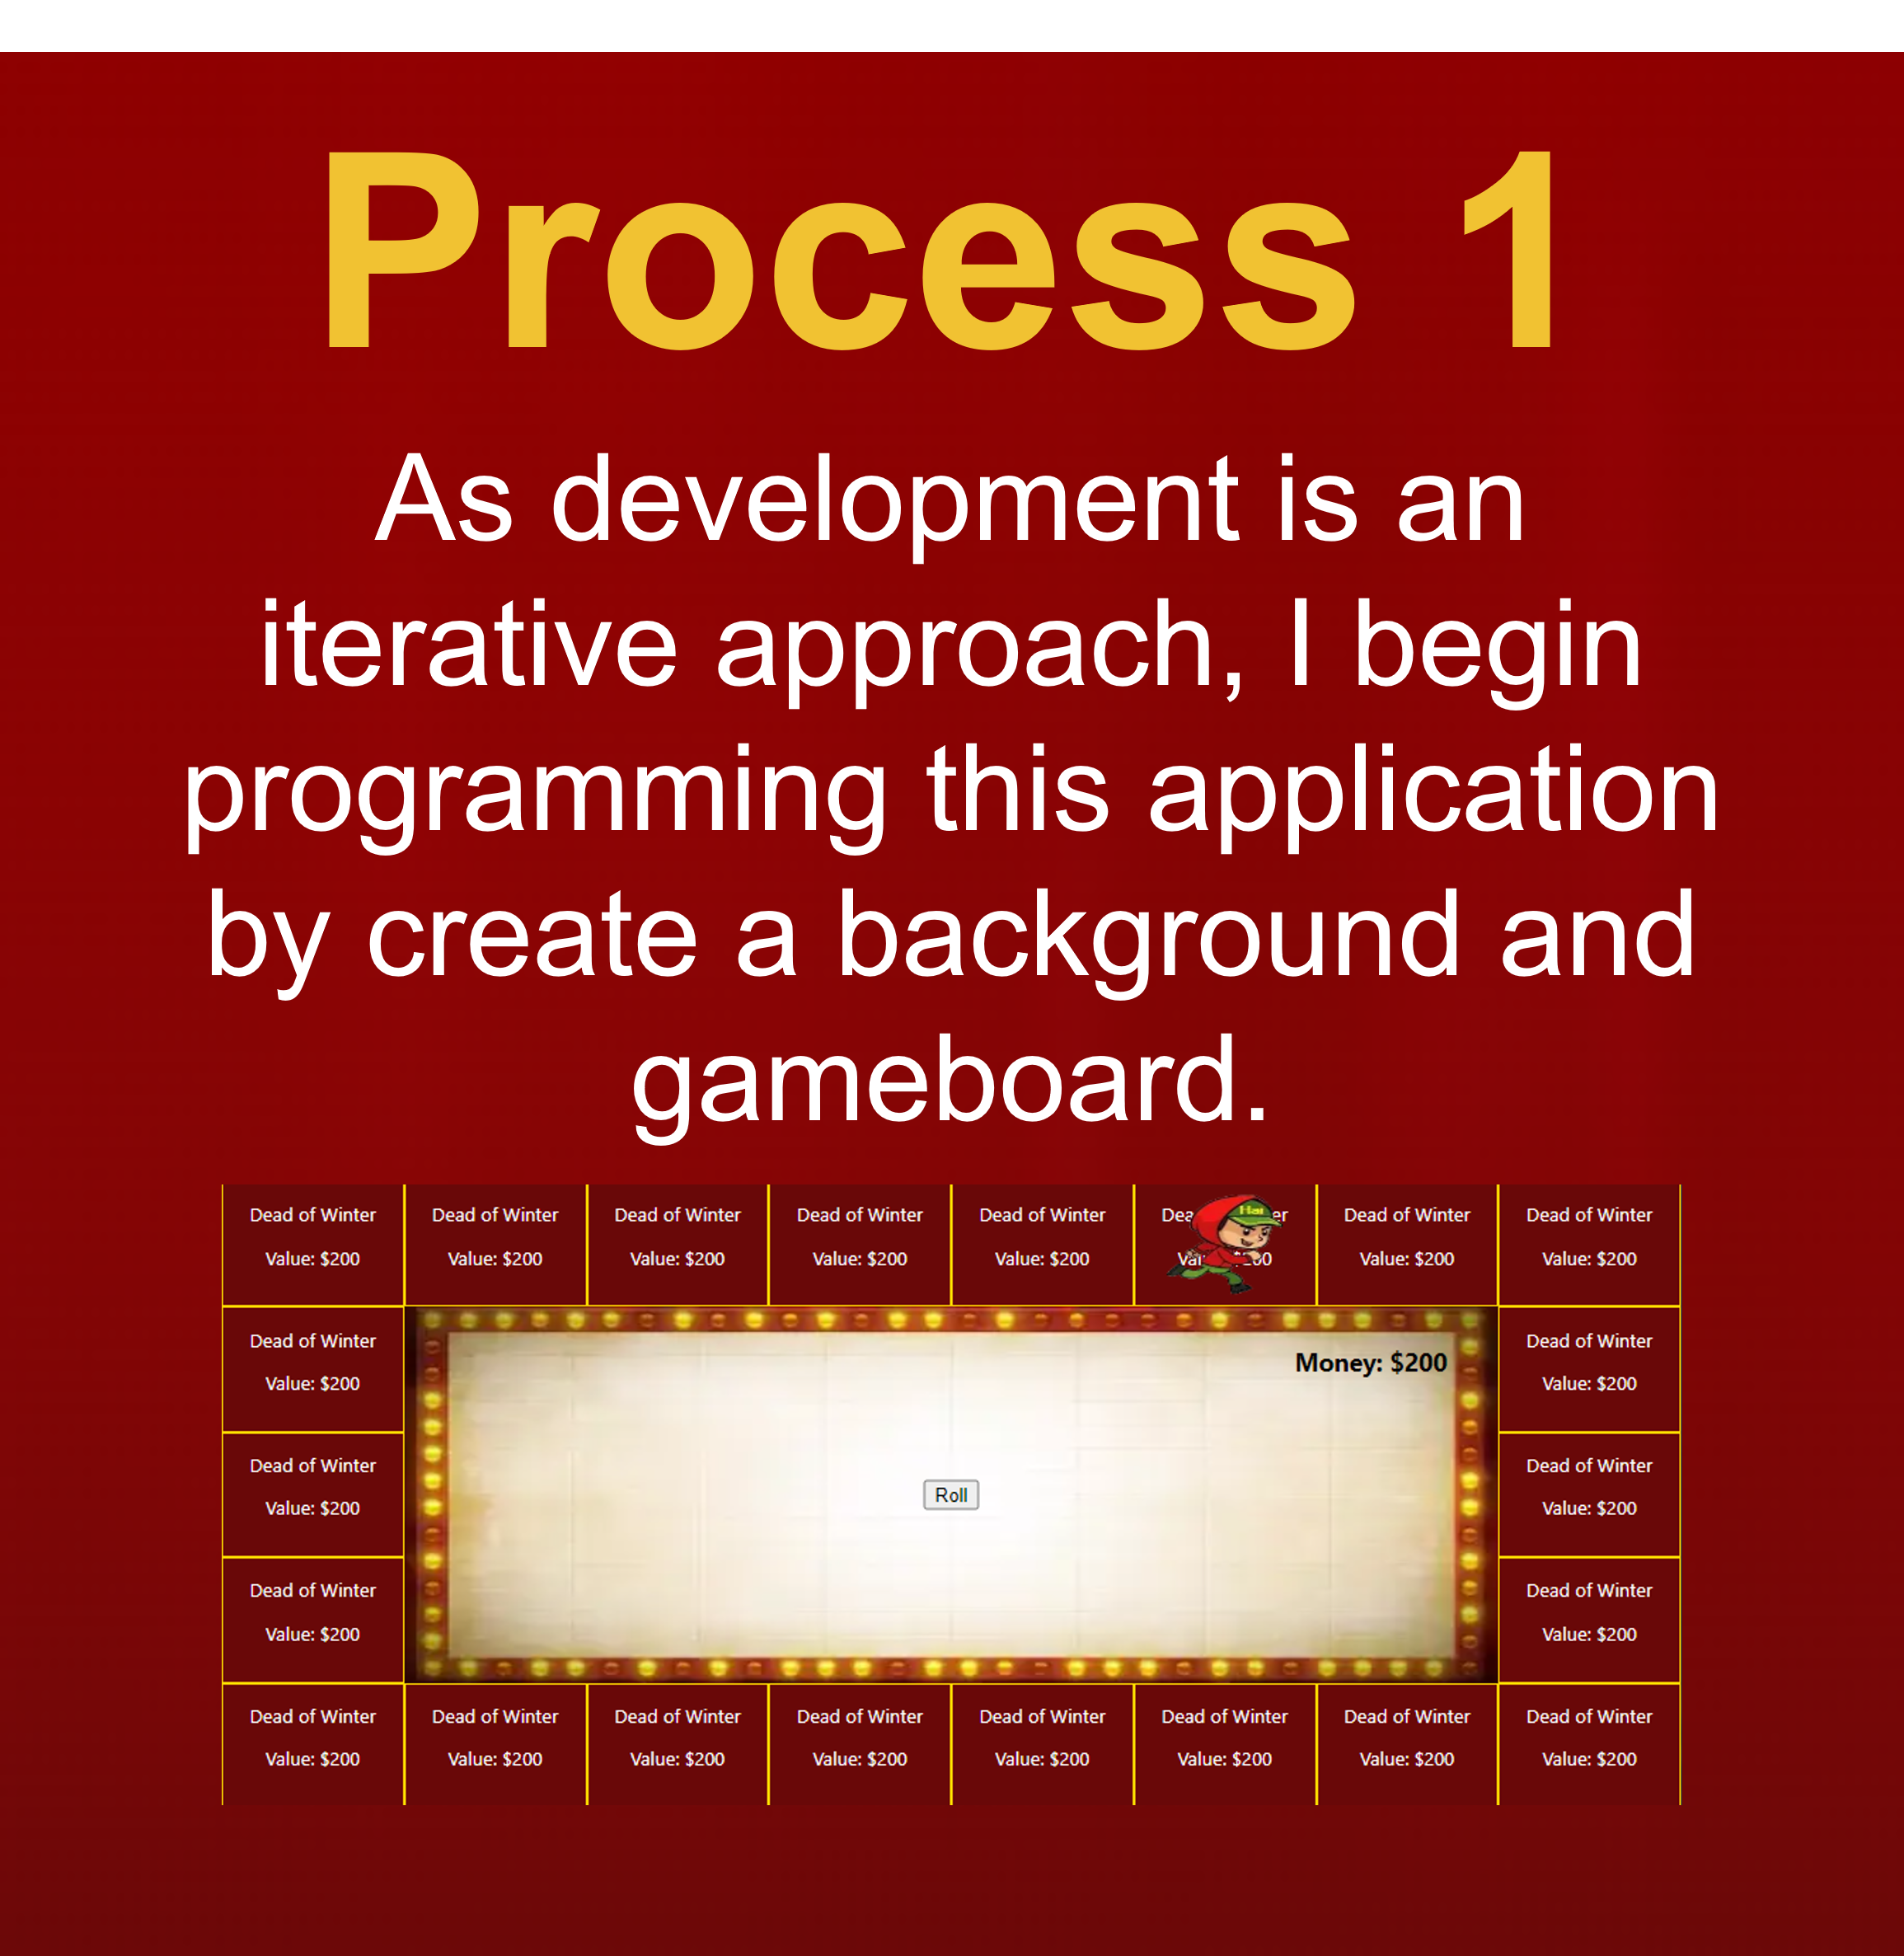 Process 1
As development is an
iterative approach, I begin
programming this application
by create a background and
gameboard.
Dead of Winter Dead of Winter Dead of Winter Dead of Winter Dead of Winter Dead of Winter Dead of Winter
Value: $200 Value: $200 Value: $200 Value: $200 Value: $200 Value: $200 Value: $200
Dead of Winter Dead of Winter
Money: $200
Value: $200 Value: $200
Dead of Winter Dead of Winter
Roll
Value: $200 Value: $200
Dead of Winter Dead of Winter
Value: $200 Value: $200
Dead of Winter Dead of Winter Dead of Winter Dead of Winter Dead of Winter Dead of Winter Dead of Winter Dead of Winter
Value: $200 Value: $200 Value: $200 Value: $200 Value: $200 Value: $200 Value: $200 Value: $200